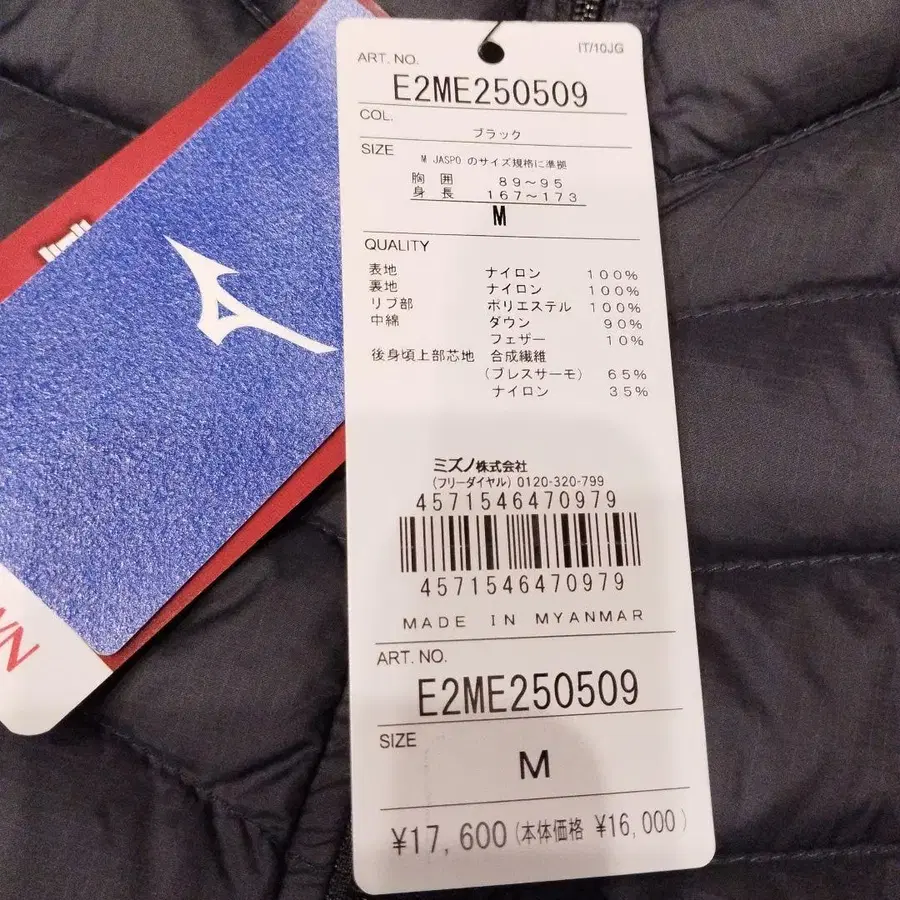 IT/10JG
ART. NO.
E2ME250509
COL.
ブラック
SIZE
M JASPO のサイズ規格に準拠
胸 囲 89~95
身 長 167~173
M
QUALITY
表地 ナイロン 100%
裏地 ナイロン 100%
リブ部 ポリエステル 100%
中綿 ダウン 90%
フェザー 10%
後身頃上部芯地 合成繊維
(ブレスサーモ) 65%
ナイロン 35%
ミズノ株式会社
(フリーダイヤル) 0120-320-799
4571546470979
4571546470979
MADE IN MYANMAR
ART. NO.
E2ME250509
SIZE
M
¥17,600 (本体価格 ¥16,000)
WN